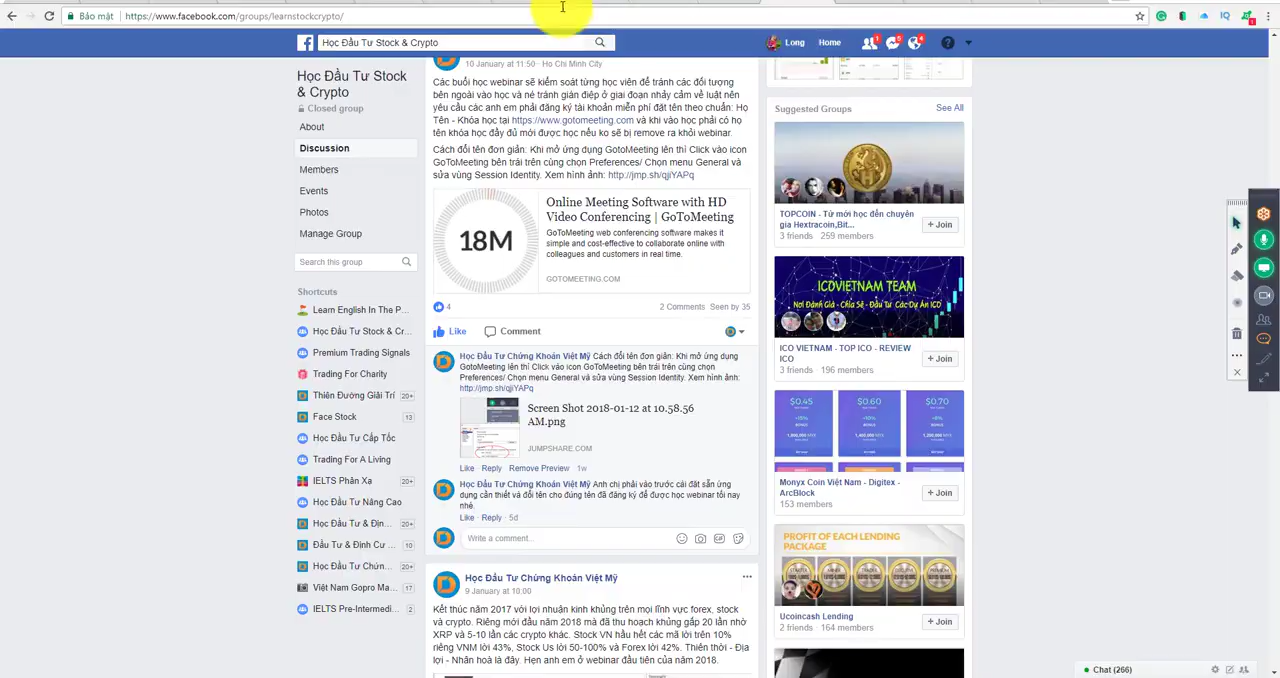 Bảo mật
https://www.facebook.com/groups/learnstockcrypto/
Học Đầu Tư Stock & Crypto
Long
Home
1
5
4
Học Đầu Tư Stock
& Crypto
Closed group
About
Discussion
Members
Events
Photos
Manage Group
Search this group
Shortcuts
Learn English In The P...
Học Đầu Tư Stock & Cr...
Premium Trading Signals
Trading For Charity
Thiên Đường Giải Trí 20+
Face Stock 13
Học Đầu Tư Cấp Tốc
Trading For A Living
IELTS Phân Xạ 20+
Học Đầu Tư Nâng Cao
Học Đầu Tư & Địn... 20+
Đầu Tư & Định Cư ... 10
Học Đầu Tư Chứn... 20+
Việt Nam Gopro Ma... 17
IELTS Pre-Intermedi... 2
10 January at 11:50 · Ho Chi Minh City
Các buổi học webinar sẽ kiểm soát từng học viên để tránh các đối tượng
bên ngoài vào học và né tránh gián điệp ở giai đoạn nhảy cảm về luật nên
yêu cầu các anh em phải đăng ký tài khoản miễn phí đặt tên theo chuẩn: Họ
Tên - Khóa học tại https://www.gotomeeting.com và khi vào học phải có họ
tên khóa học đầy đủ mới được học nếu ko sẽ bị remove ra khỏi webinar.
Cách đổi tên đơn giản: Khi mở ứng dụng GotoMeeting lên thì Click vào icon
GoToMeeting bên trái trên cùng chọn Preferences/ Chọn menu General và
sửa vùng Session Identity. Xem hình ảnh: http://jmp.sh/qjiYAPq
18M
Online Meeting Software with HD
Video Conferencing | GoToMeeting
GoToMeeting web conferencing software makes it
simple and cost-effective to collaborate online with
colleagues and customers in real time.
GOTOMEETING.COM
4
2 Comments Seen by 35
Like
Comment
Học Đầu Tư Chứng Khoán Việt Mỹ Cách đổi tên đơn giản: Khi mở ứng dụng
GotoMeeting lên thì Click vào icon GoToMeeting bên trái trên cùng chọn
Preferences/ Chọn menu General và sửa vùng Session Identity. Xem hình ảnh:
http://jmp.sh/qjiYAPq
Screen Shot 2018-01-12 at 10.58.56
AM.png
JUMPSHARE.COM
Like · Reply · Remove Preview · 1w
Học Đầu Tư Chứng Khoán Việt Mỹ Anh chị phải vào trước cài đặt sẵn ứng
dụng cần thiết và đổi tên cho đúng tên đã đăng ký để được học webinar tối nay
nhé.
Like · Reply · 5d
Write a comment...
Học Đầu Tư Chứng Khoán Việt Mỹ
9 January at 10:00
Kết thúc năm 2017 với lợi nhuận kinh khủng trên mọi lĩnh vực forex, stock
và crypto. Riêng mới đầu năm 2018 mà đã thu hoạch khủng gấp 20 lần nhờ
XRP và 5-10 lần các crypto khác. Stock VN hầu hết các mã lời trên 10%
riêng VNM lời 43%, Stock Us lời 50-100% và Forex lời 42%. Thiên thời - Địa
lợi - Nhân hoà là đây. Hẹn anh em ở webinar đầu tiên của năm 2018.
Suggested Groups
See All
TOPCOIN - Từ mới học đến chuyên
gia Hextracoin,Bit...
3 friends · 259 members
+ Join
ICOVIETNAM TEAM
Nơi Đánh Giá - Chia Sẻ - Đầu Tư Các Dự Án ICO
ICO VIETNAM - TOP ICO - REVIEW
ICO
3 friends · 196 members
+ Join
$0.45
$0.60
$0.70
Monyx Coin Việt Nam - Digitex -
ArcBlock
153 members
+ Join
PROFIT OF EACH LENDING
PACKAGE
Ucoincash Lending
2 friends · 164 members
+ Join
Chat (266)